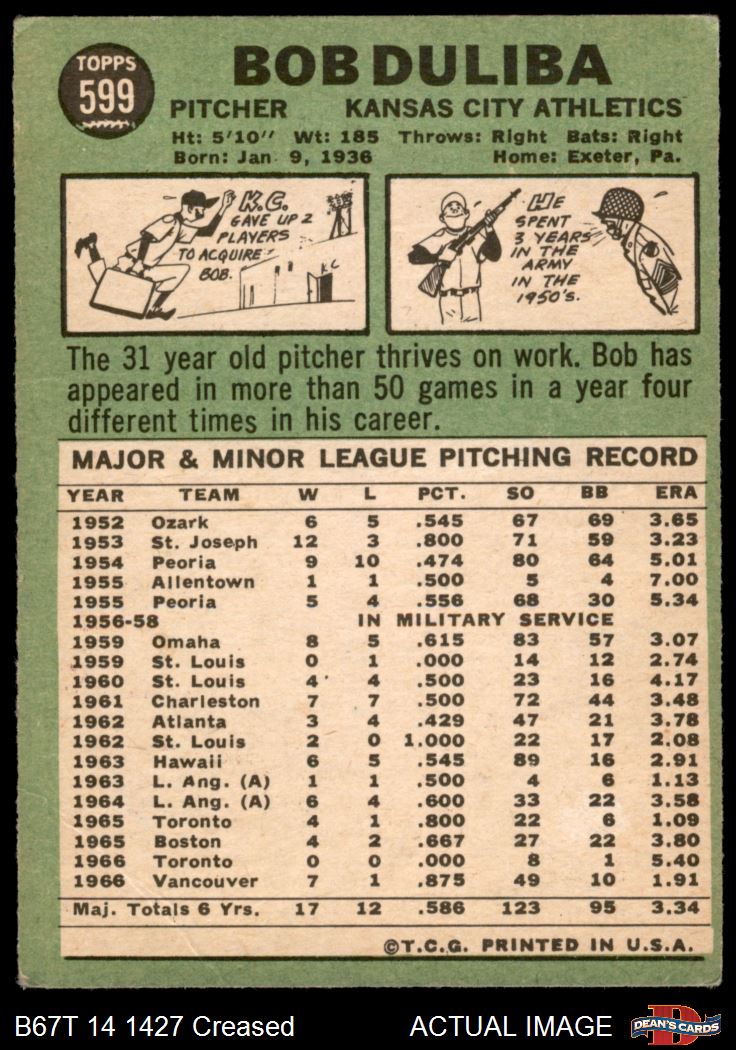 TOPPS
599
BOB DULIBA
PITCHER KANSAS CITY ATHLETICS
Ht: 5'10" Wt: 185 Throws: Right Bats: Right
Born: Jan 9, 1936 Home: Exeter, Pa.
K.C.
GAVE UP 2
PLAYERS
TO ACQUIRE
BOB.
K C
HE
SPENT
3 YEARS
IN THE
ARMY
IN THE
1950's.
The 31 year old pitcher thrives on work. Bob has
appeared in more than 50 games in a year four
different times in his career.
MAJOR & MINOR LEAGUE PITCHING RECORD
YEAR TEAM W L PCT. SO BB ERA
1952 Ozark 6 5 .545 67 69 3.65
1953 St. Joseph 12 3 .800 71 59 3.23
1954 Peoria 9 10 .474 80 64 5.01
1955 Allentown 1 1 .500 5 4 7.00
1955 Peoria 5 4 .556 68 30 5.34
1956-58 IN MILITARY SERVICE
1959 Omaha 8 5 .615 83 57 3.07
1959 St. Louis 0 1 .000 14 12 2.74
1960 St. Louis 4 4 .500 23 16 4.17
1961 Charleston 7 7 .500 72 44 3.48
1962 Atlanta 3 4 .429 47 21 3.78
1962 St. Louis 2 0 1.000 22 17 2.08
1963 Hawaii 6 5 .545 89 16 2.91
1963 L. Ang. (A) 1 1 .500 4 6 1.13
1964 L. Ang. (A) 6 4 .600 33 22 3.58
1965 Toronto 4 1 .800 22 6 1.09
1965 Boston 4 2 .667 27 22 3.80
1966 Toronto 0 0 .000 8 1 5.40
1966 Vancouver 7 1 .875 49 10 1.91
Maj. Totals 6 Yrs. 17 12 .586 123 95 3.34
©T.C.G. PRINTED IN U.S.A.
B67T 14 1427 Creased ACTUAL IMAGE
D
DEAN'S CARDS